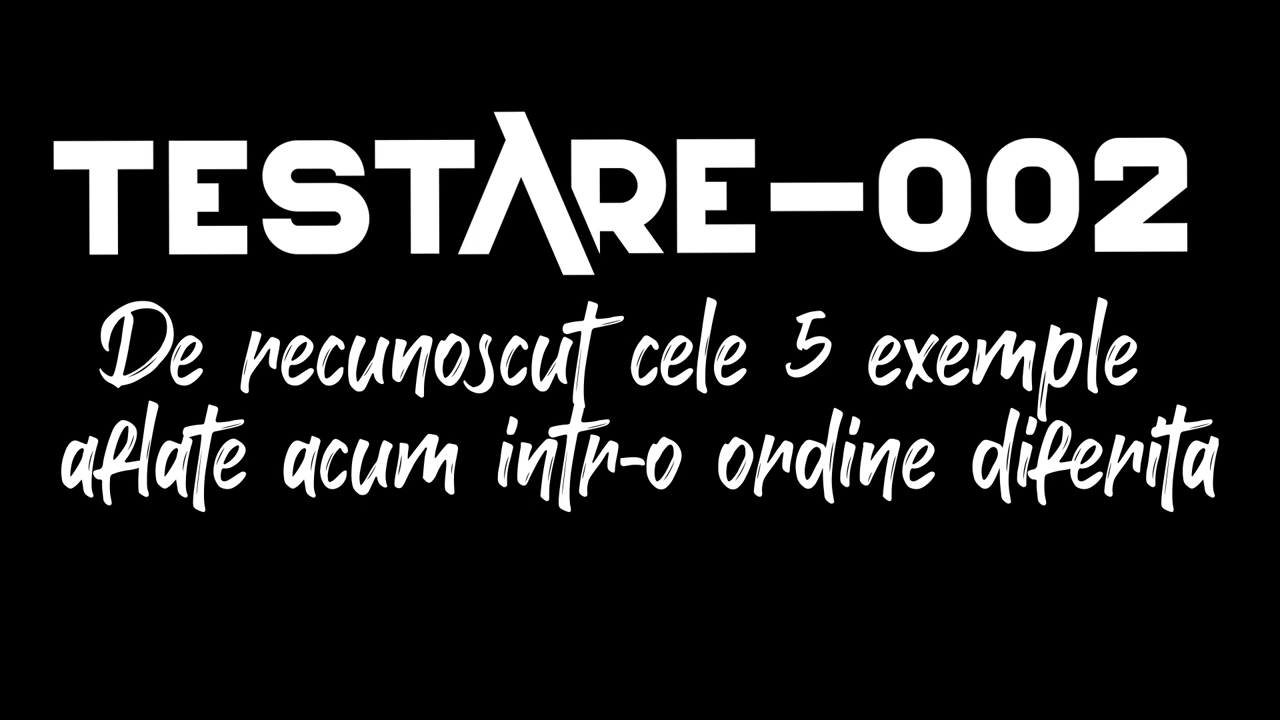 TESTARE-002
De recunoscut cele 5 exemple
aflate acum intr-o ordine diferita